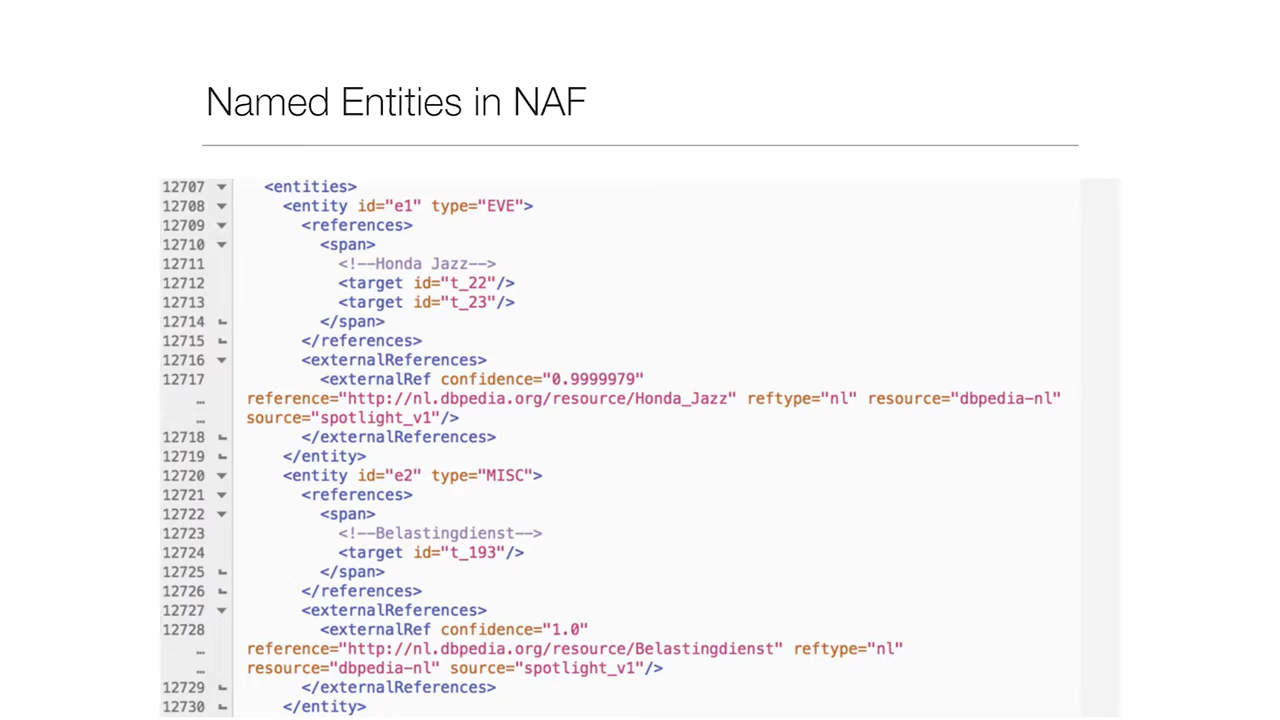 Named Entities in NAF
12707 <entities>
12708 <entity id="e1" type="EVE">
12709 <references>
12710 <span>
12711 <!--Honda Jazz-->
12712 <target id="t_22"/>
12713 <target id="t_23"/>
12714 </span>
12715 </references>
12716 <externalReferences>
12717 <externalRef confidence="0.9999979"
… reference="http://nl.dbpedia.org/resource/Honda_Jazz" reftype="nl" resource="dbpedia-nl"
… source="spotlight_v1"/>
12718 </externalReferences>
12719 </entity>
12720 <entity id="e2" type="MISC">
12721 <references>
12722 <span>
12723 <!--Belastingdienst-->
12724 <target id="t_193"/>
12725 </span>
12726 </references>
12727 <externalReferences>
12728 <externalRef confidence="1.0"
… reference="http://nl.dbpedia.org/resource/Belastingdienst" reftype="nl"
… resource="dbpedia-nl" source="spotlight_v1"/>
12729 </externalReferences>
12730 </entity>